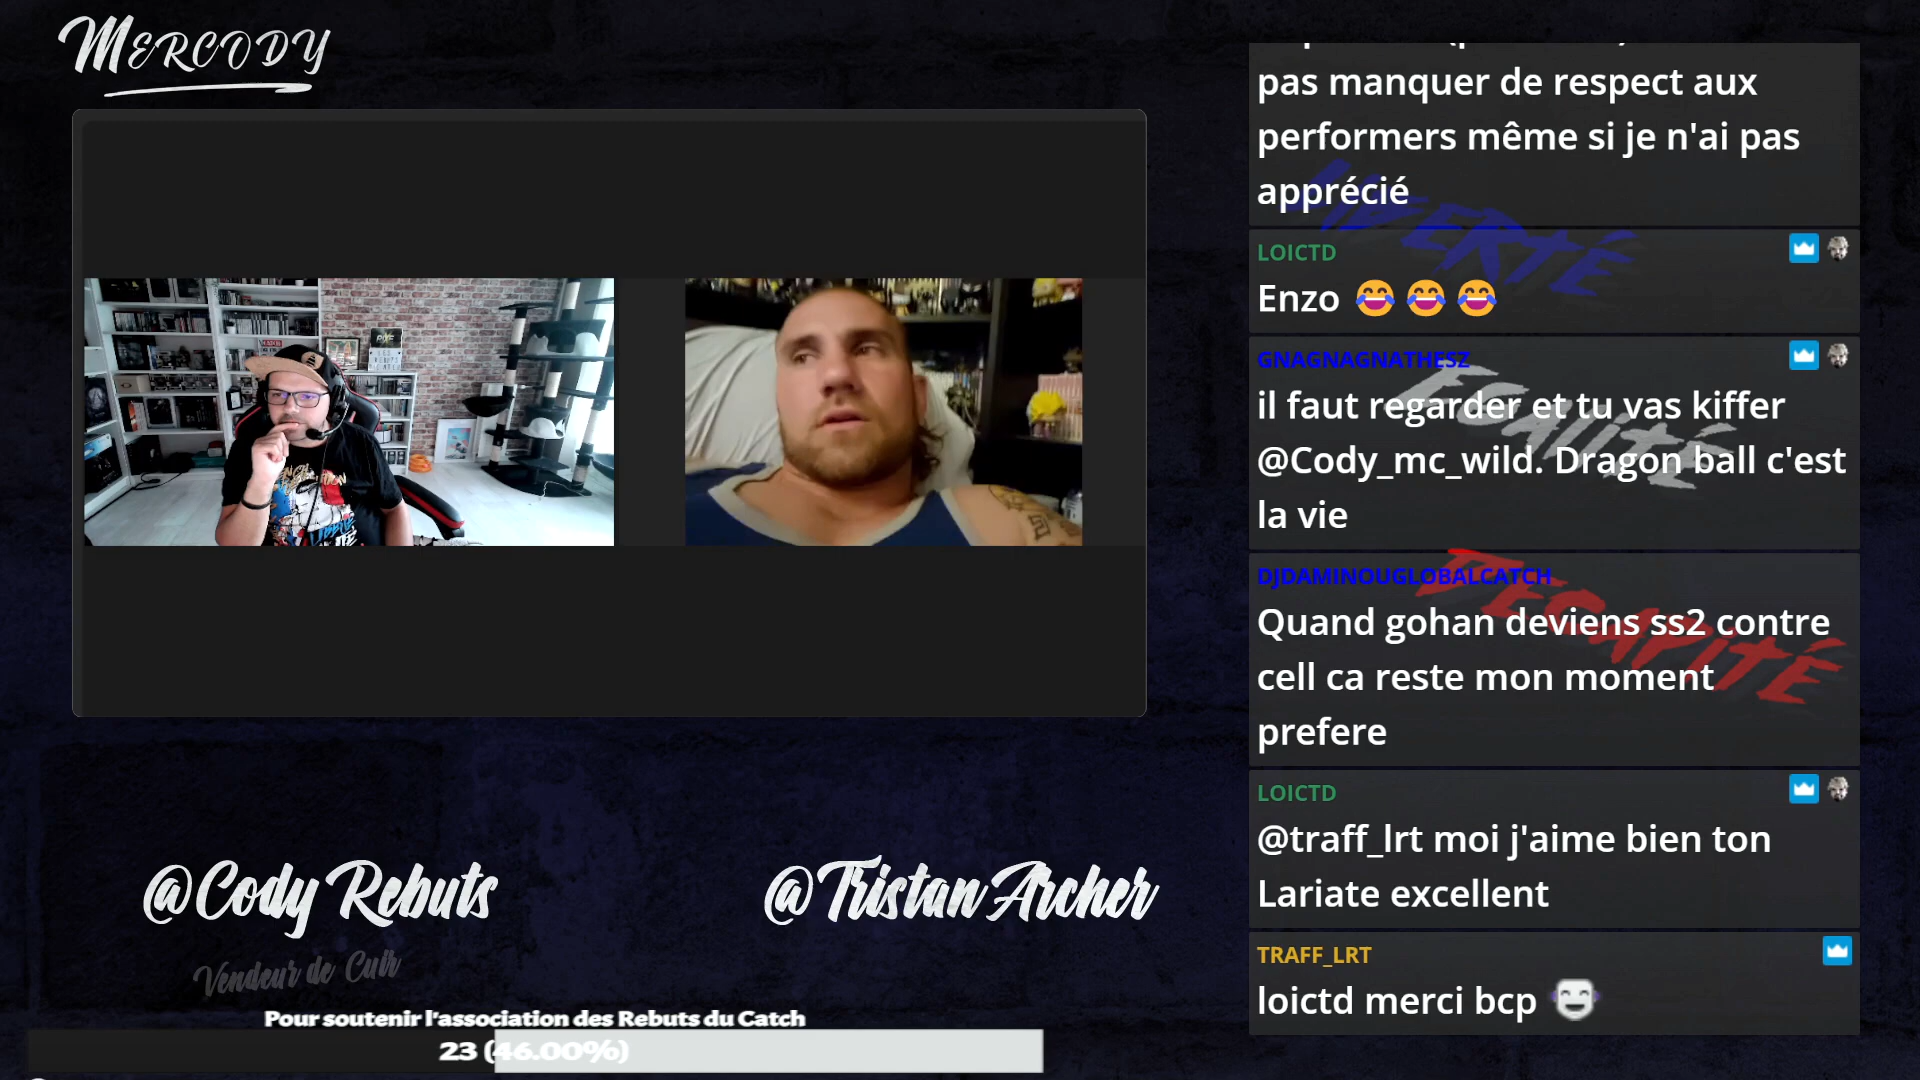 MERCODY
pas manquer de respect aux
performers même si je n'ai pas
apprécié
LIBERTÉ
LOICTD
Enzo 😂 😂 😂
GNAGNAGNATHESZ
il faut regarder et tu vas kiffer
@Cody_mc_wild. Dragon ball c'est
la vie
EGALITÉ
DJDAMINOUGLOBALCATCH
Quand gohan deviens ss2 contre
cell ca reste mon moment
prefere
DECAPITÉ
LOICTD
@traff_lrt moi j'aime bien ton
Lariate excellent
TRAFF_LRT
loictd merci bcp
@Cody Rebuts
@Tristan Archer
Vendeur de Cuir
Pour soutenir l'association des Rebuts du Catch
23 (46.00%)